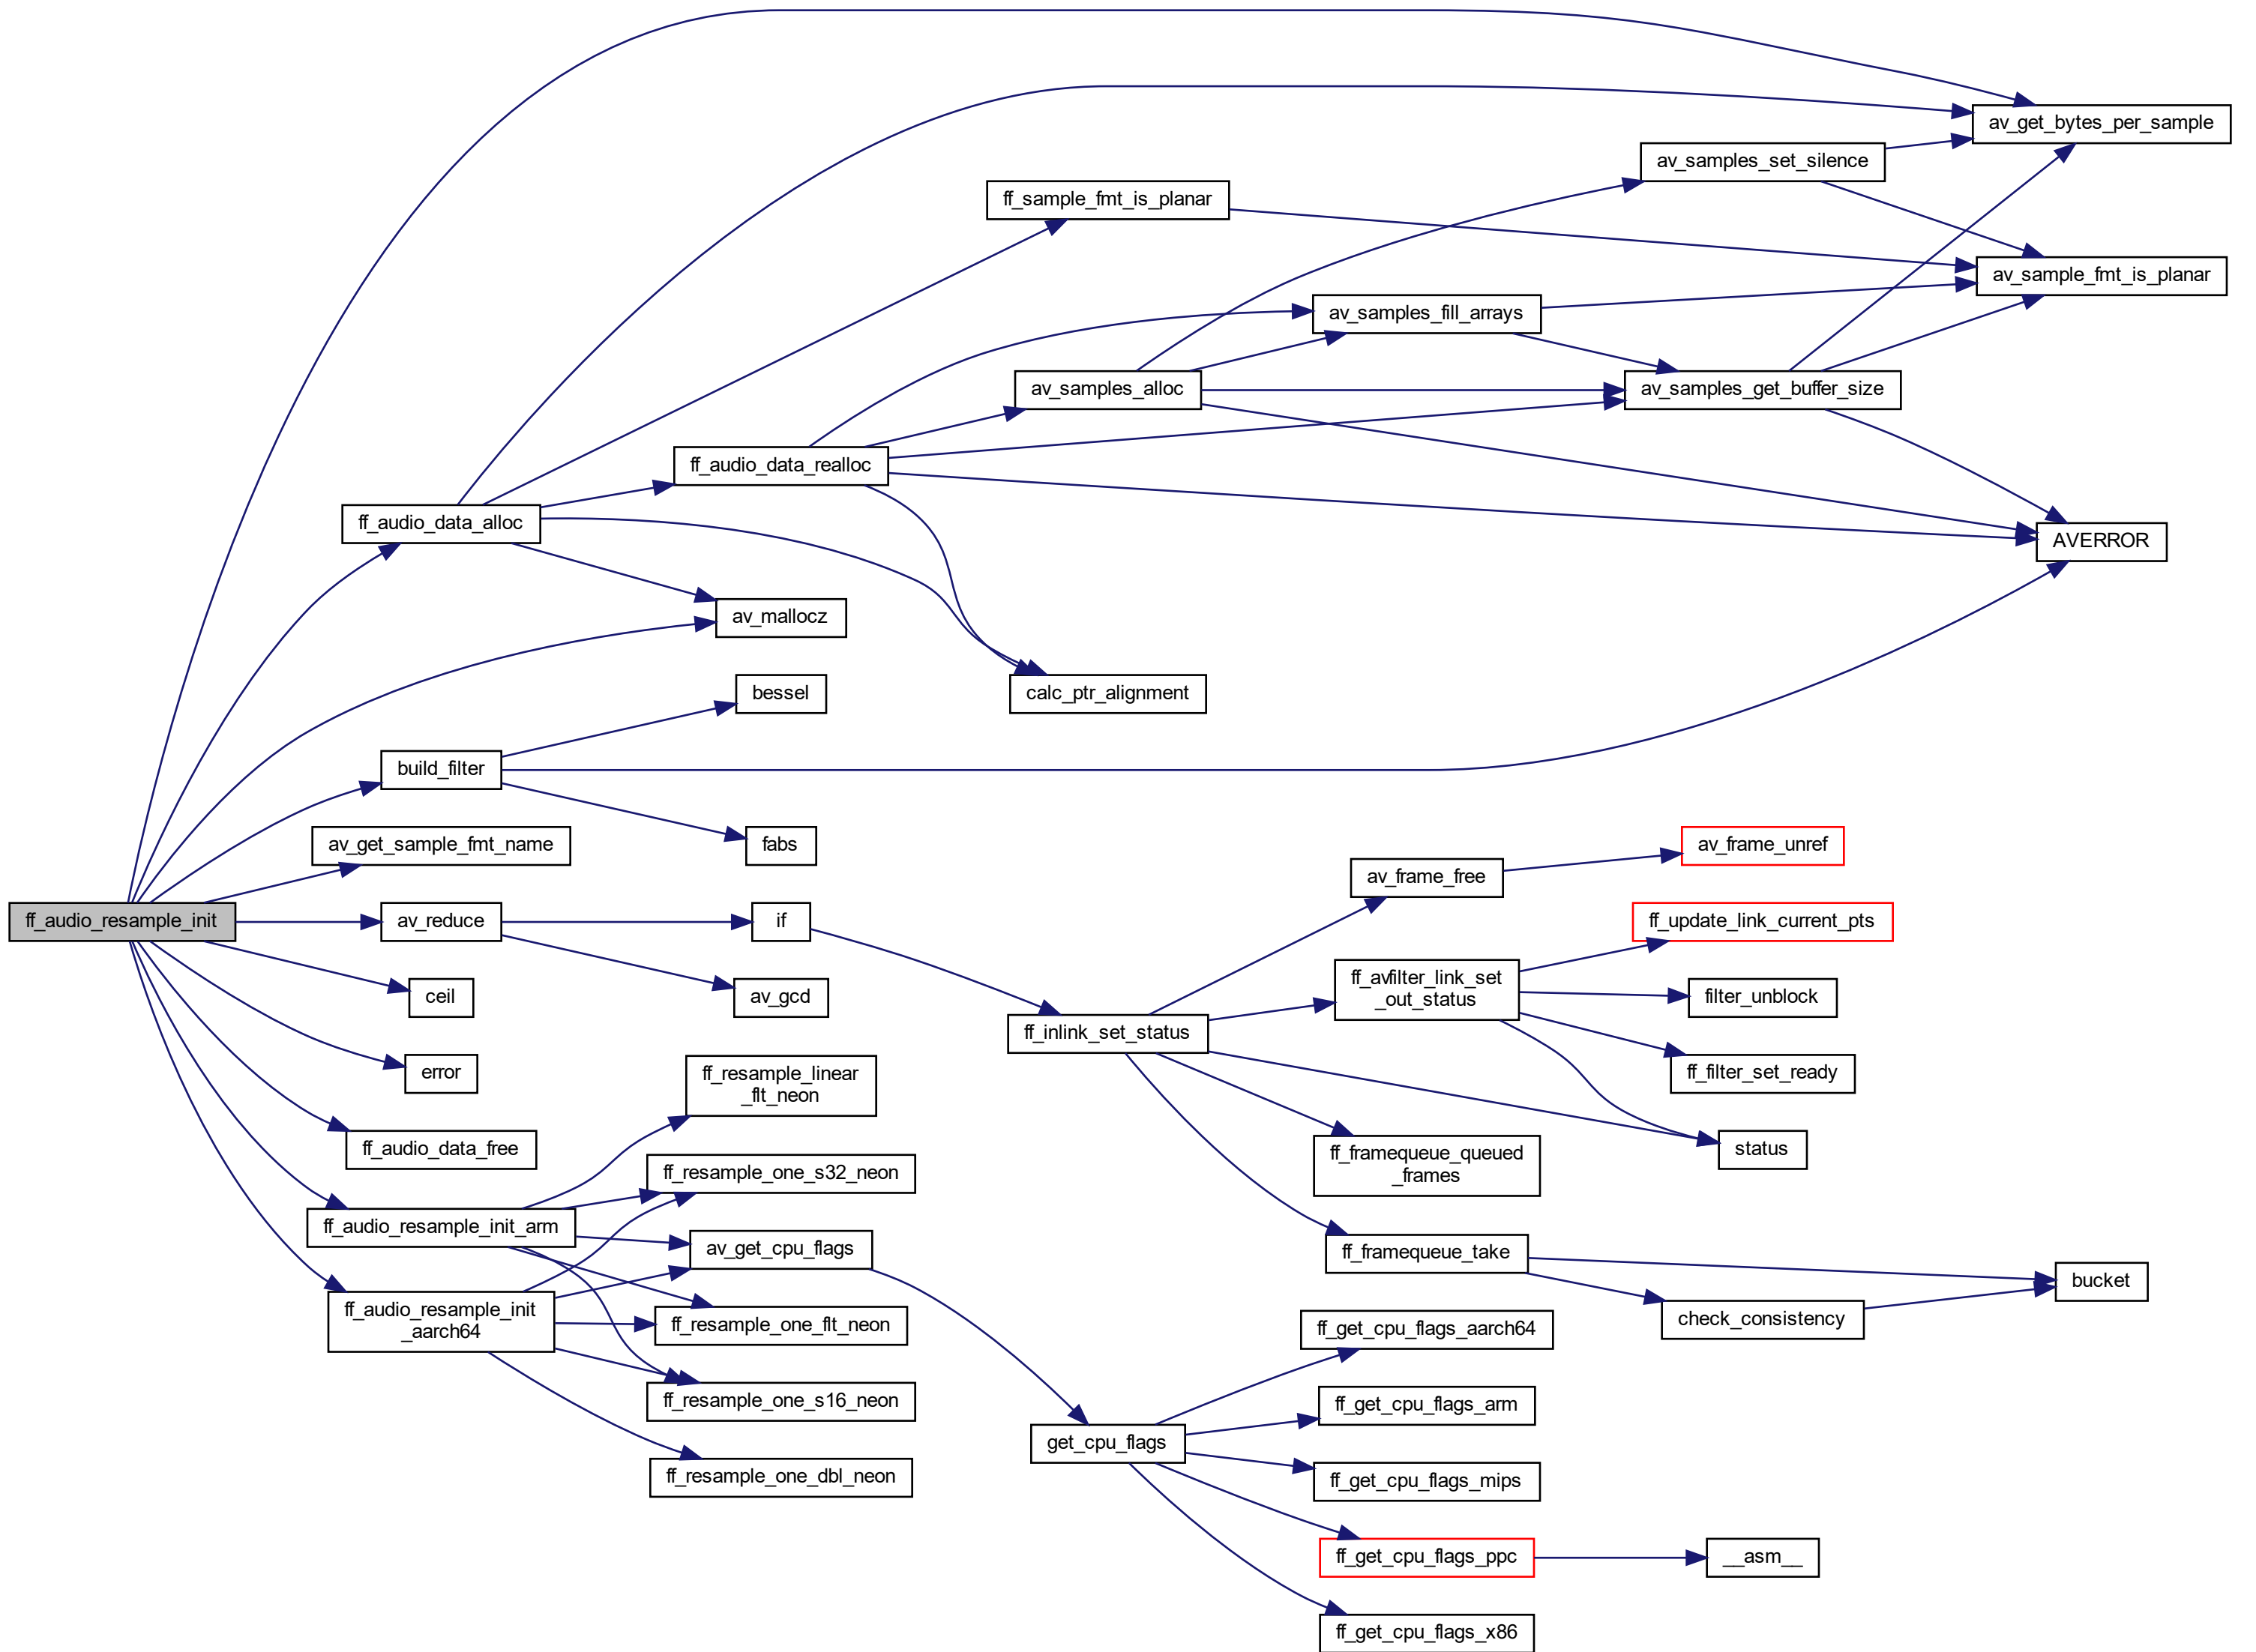 av_get_bytes_per_sample
av_samples_set_silence
ff_sample_fmt_is_planar
av_sample_fmt_is_planar
av_samples_fill_arrays
av_samples_alloc
av_samples_get_buffer_size
ff_audio_data_realloc
ff_audio_data_alloc
AVERROR
av_mallocz
bessel
calc_ptr_alignment
build_filter
av_get_sample_fmt_name
fabs
av_frame_unref
av_frame_free
ff_audio_resample_init
av_reduce
if
ff_update_link_current_pts
ceil
av_gcd
ff_avfilter_link_set
_out_status
filter_unblock
ff_inlink_set_status
error
ff_resample_linear
_flt_neon
ff_filter_set_ready
ff_audio_data_free
ff_framequeue_queued
_frames
status
ff_resample_one_s32_neon
ff_audio_resample_init_arm
av_get_cpu_flags
ff_framequeue_take
bucket
ff_audio_resample_init
_aarch64
ff_resample_one_flt_neon
ff_get_cpu_flags_aarch64
check_consistency
ff_resample_one_s16_neon
ff_get_cpu_flags_arm
get_cpu_flags
ff_resample_one_dbl_neon
ff_get_cpu_flags_mips
ff_get_cpu_flags_ppc
__asm__
ff_get_cpu_flags_x86